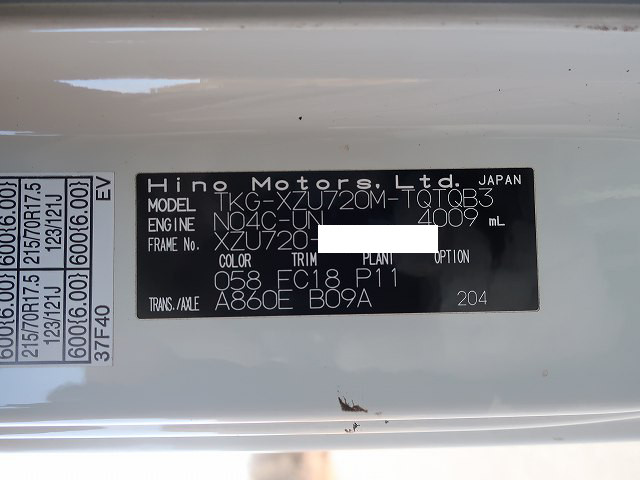 Hino Motors, Ltd. JAPAN
MODEL TKG-XZU720M-TQTQB3
ENGINE N04C-UN 4009 mL
FRAME No. XZU720-
COLOR TRIM PLANT OPTION
058 FC18 P11
TRANS./AXLE A860E B09A 204
600{6.00} 215/70R17.5 123/121J 600{6.00} 37F40
600{6.00} 215/70R17.5 123/121J 600{6.00} EV